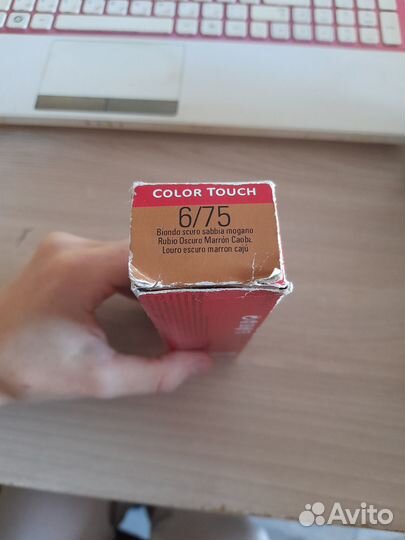 COLOR TOUCH
6/75
Biondo scuro sabbia mogano
Rubio Oscuro Marrón Caoba
Louro escuro marron cajú
Avito